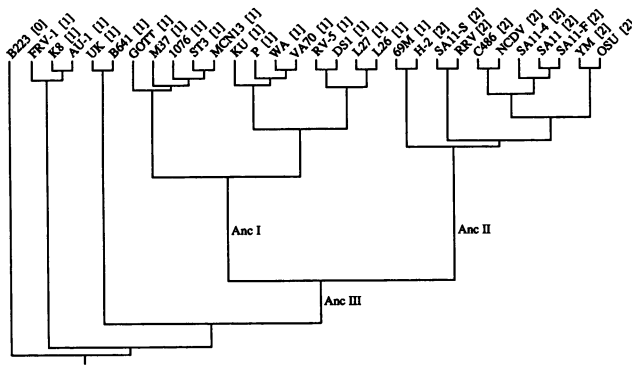 B223 [0]
FRV-1 [1]
K8 [1]
AU-1 [1]
UK [1]
B641 [1]
GOTT [1]
M37 [1]
1076 [1]
ST3 [1]
MCN13 [1]
KU [1]
P [1]
WA [1]
VA70 [1]
RV-5 [1]
DS1 [1]
L27 [1]
L26 [1]
69M [1]
H-2 [2]
SA11-S [2]
RRV [2]
C486 [2]
NCDV [2]
SA11-4 [2]
SA11 [2]
SA11-F [2]
YM [2]
OSU [2]
Anc I
Anc II
Anc III